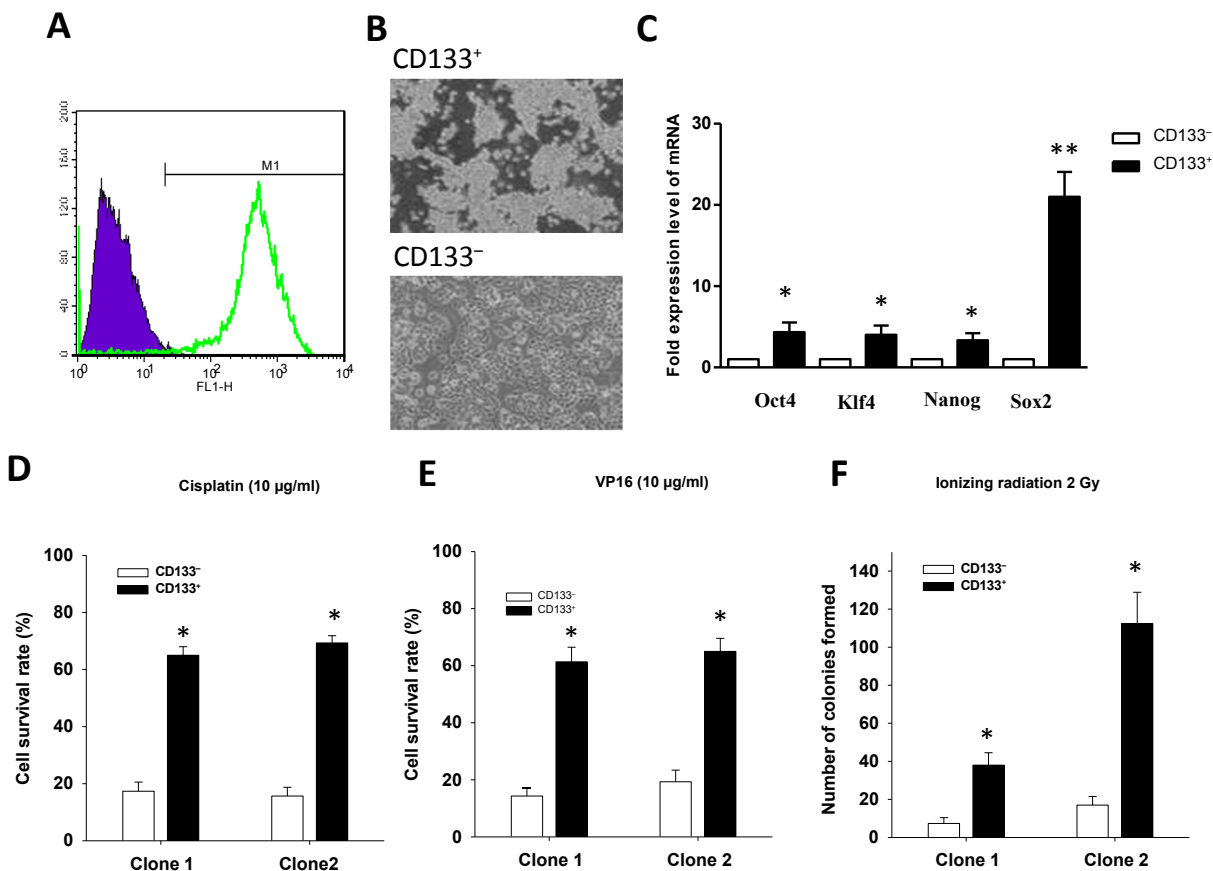 A
200
160
120
80
40
0
M1
10⁰ 10¹ 10² 10³ 10⁴
FL1-H
B
CD133⁺
CD133⁻
C
Fold expression level of mRNA
30
20
10
0
CD133⁻
CD133⁺
* * * **
Oct4 Klf4 Nanog Sox2
D
Cisplatin (10 µg/ml)
Cell survival rate (%)
100
80
60
40
20
0
CD133⁻
CD133⁺
* *
Clone 1 Clone2
E
VP16 (10 µg/ml)
Cell survival rate (%)
100
80
60
40
20
0
CD133⁻
CD133⁺
* *
Clone 1 Clone 2
F
Ionizing radiation 2 Gy
Number of colonies formed
140
120
100
80
60
40
20
0
CD133⁻
CD133⁺
* *
Clone 1 Clone 2